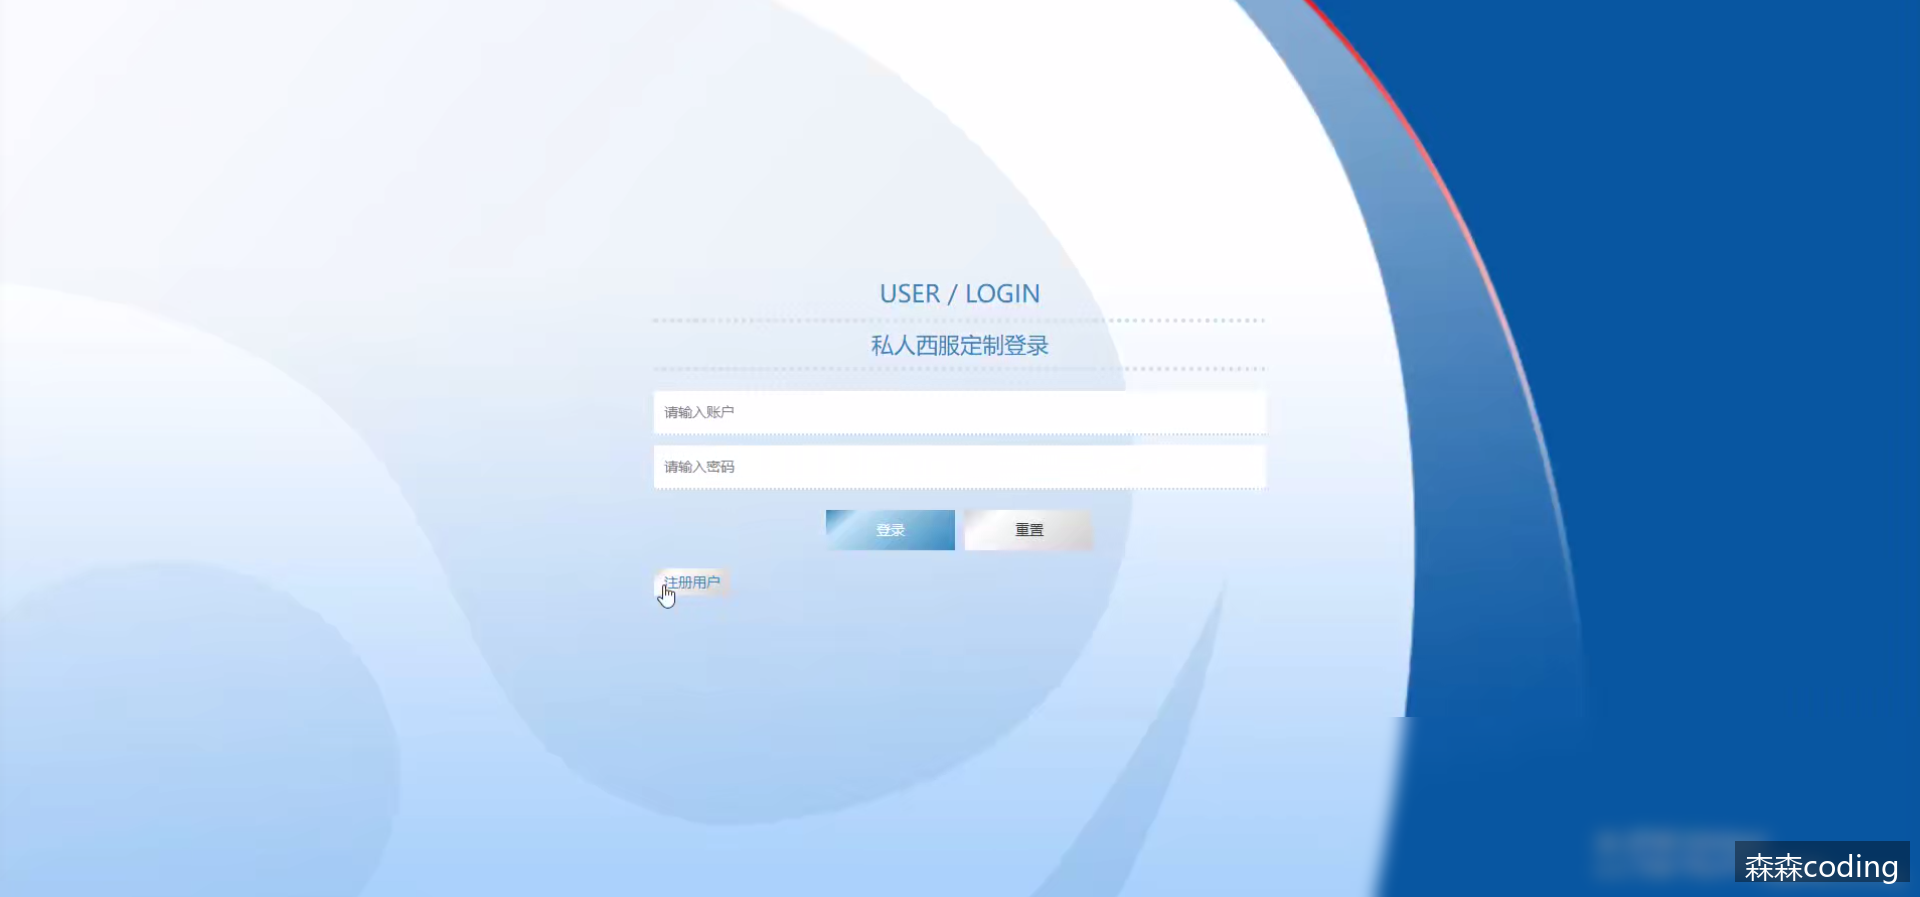 USER / LOGIN
私人西服定制登录
请输入账户
请输入密码
登录
重置
注册用户
森森coding